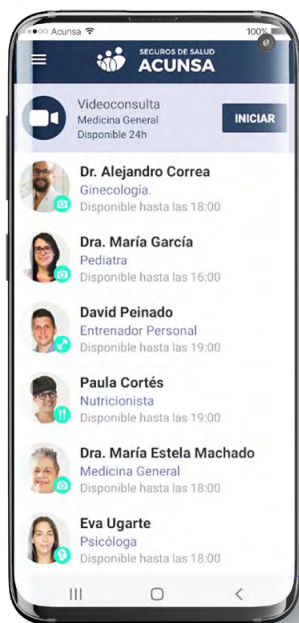 Acunsa
100%
SEGUROS DE SALUD
ACUNSA
Videoconsulta
Medicina General
Disponible 24h
INICIAR
Dr. Alejandro Correa
Ginecología.
Disponible hasta las 18:00
Dra. María García
Pediatra
Disponible hasta las 16:00
David Peinado
Entrenador Personal
Disponible hasta las 19:00
Paula Cortés
Nutricionista
Disponible hasta las 19:00
Dra. María Estela Machado
Medicina General
Disponible hasta las 18:00
Eva Ugarte
Psicóloga
Disponible hasta las 18:00